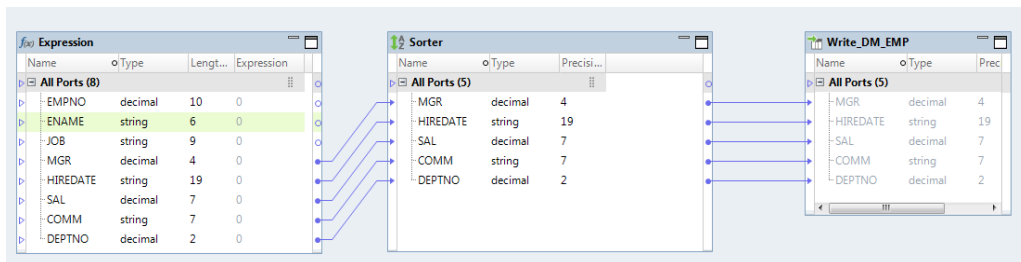 f(x) Expression
Name Type Lengt... Expression
All Ports (8)
EMPNO decimal 10 0
ENAME string 6 0
JOB string 9 0
MGR decimal 4 0
HIREDATE string 19 0
SAL decimal 7 0
COMM string 7 0
DEPTNO decimal 2 0
Sorter
Name Type Precisi...
All Ports (5)
MGR decimal 4
HIREDATE string 19
SAL decimal 7
COMM string 7
DEPTNO decimal 2
Write_DM_EMP
Name Type Prec
All Ports (5)
MGR decimal 4
HIREDATE string 19
SAL decimal 7
COMM string 7
DEPTNO decimal 2